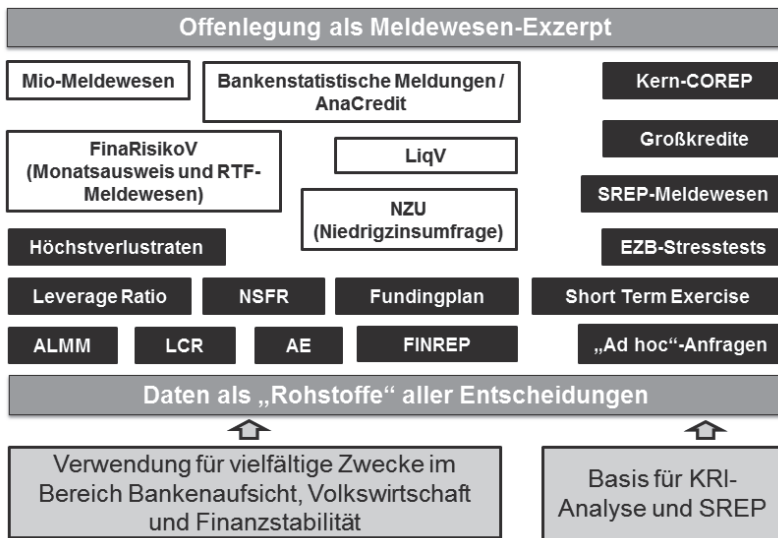 Offenlegung als Meldewesen-Exzerpt
Mio-Meldewesen
Bankenstatistische Meldungen /
AnaCredit
Kern-COREP
FinaRisikoV
(Monatsausweis und RTF-
Meldewesen)
LiqV
Großkredite
NZU
(Niedrigzinsumfrage)
SREP-Meldewesen
Höchstverlustraten
EZB-Stresstests
Leverage Ratio
NSFR
Fundingplan
Short Term Exercise
ALMM
LCR
AE
FINREP
„Ad hoc“-Anfragen
Daten als „Rohstoffe“ aller Entscheidungen
Verwendung für vielfältige Zwecke im
Bereich Bankenaufsicht, Volkswirtschaft
und Finanzstabilität
Basis für KRI-
Analyse und SREP